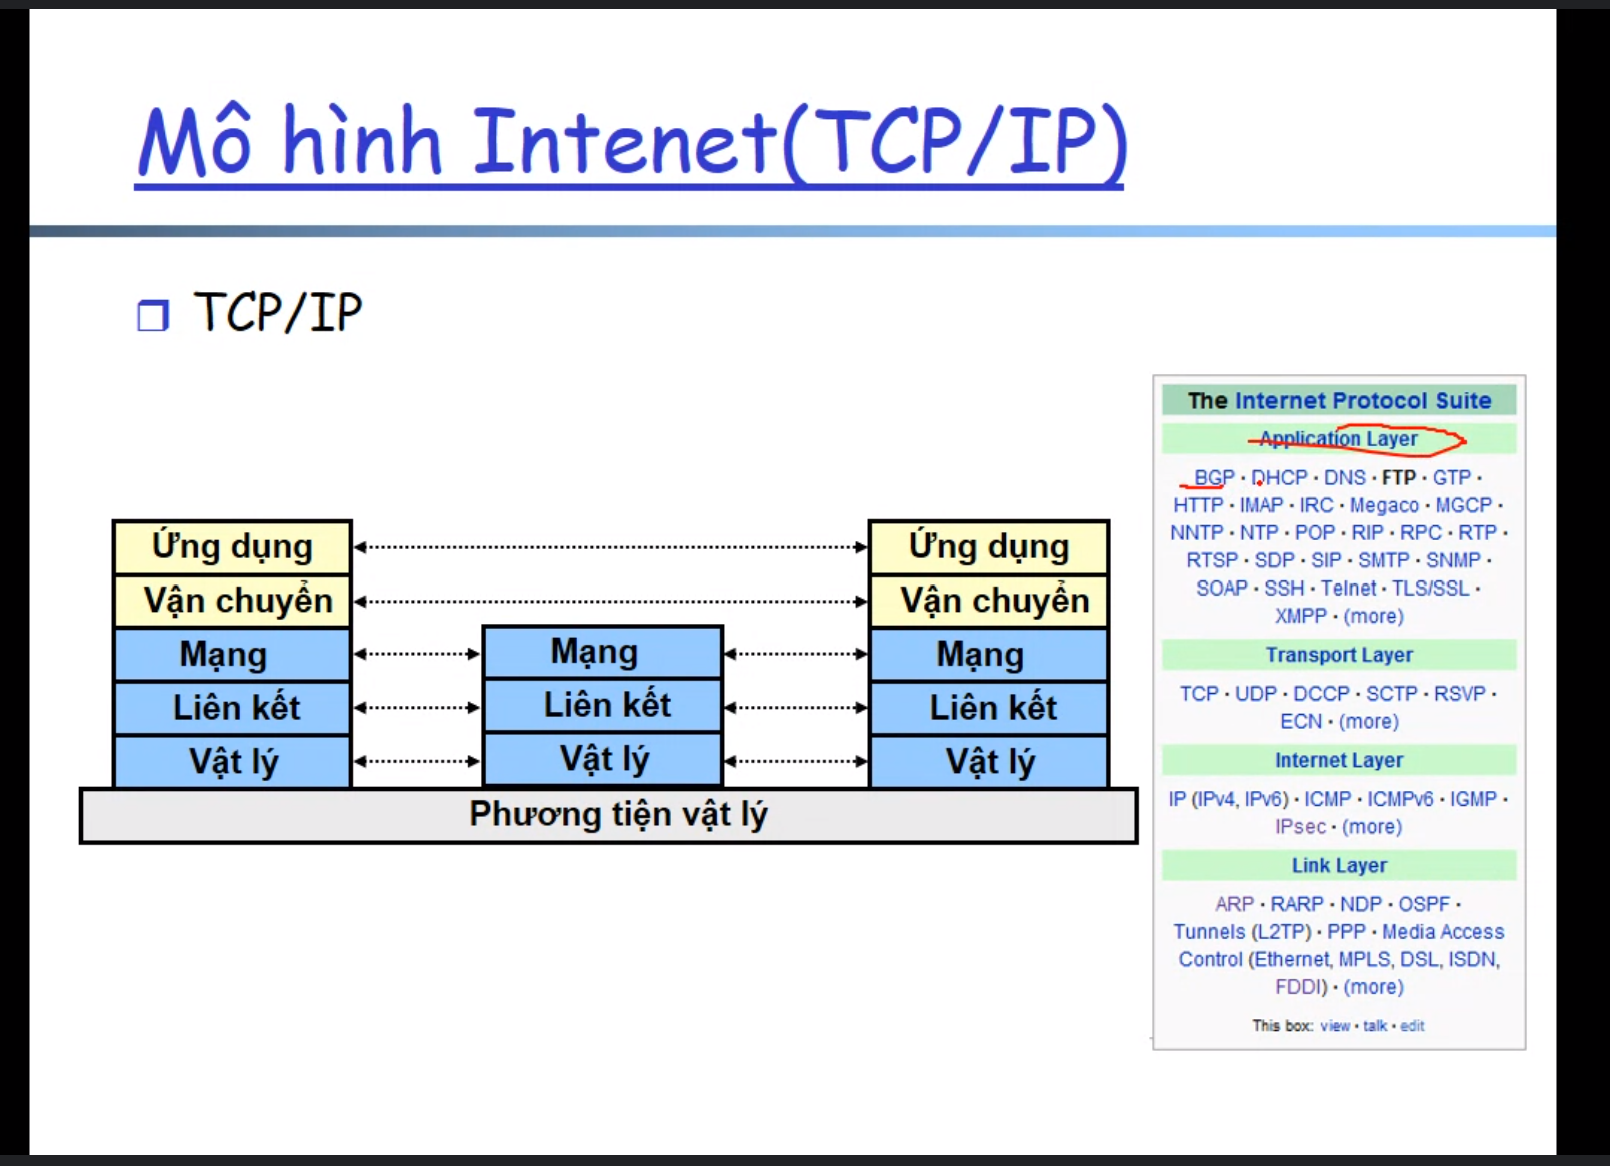 Mô hình Intenet(TCP/IP)
TCP/IP
Ứng dụng
Vận chuyển
Mạng
Liên kết
Vật lý
Mạng
Liên kết
Vật lý
Ứng dụng
Vận chuyển
Mạng
Liên kết
Vật lý
Phương tiện vật lý
The Internet Protocol Suite
Application Layer
BGP · DHCP · DNS · FTP · GTP ·
HTTP · IMAP · IRC · Megaco · MGCP ·
NNTP · NTP · POP · RIP · RPC · RTP ·
RTSP · SDP · SIP · SMTP · SNMP ·
SOAP · SSH · Telnet · TLS/SSL ·
XMPP · (more)
Transport Layer
TCP · UDP · DCCP · SCTP · RSVP ·
ECN · (more)
Internet Layer
IP (IPv4, IPv6) · ICMP · ICMPv6 · IGMP ·
IPsec · (more)
Link Layer
ARP · RARP · NDP · OSPF ·
Tunnels (L2TP) · PPP · Media Access
Control (Ethernet, MPLS, DSL, ISDN,
FDDI) · (more)
This box: view · talk · edit